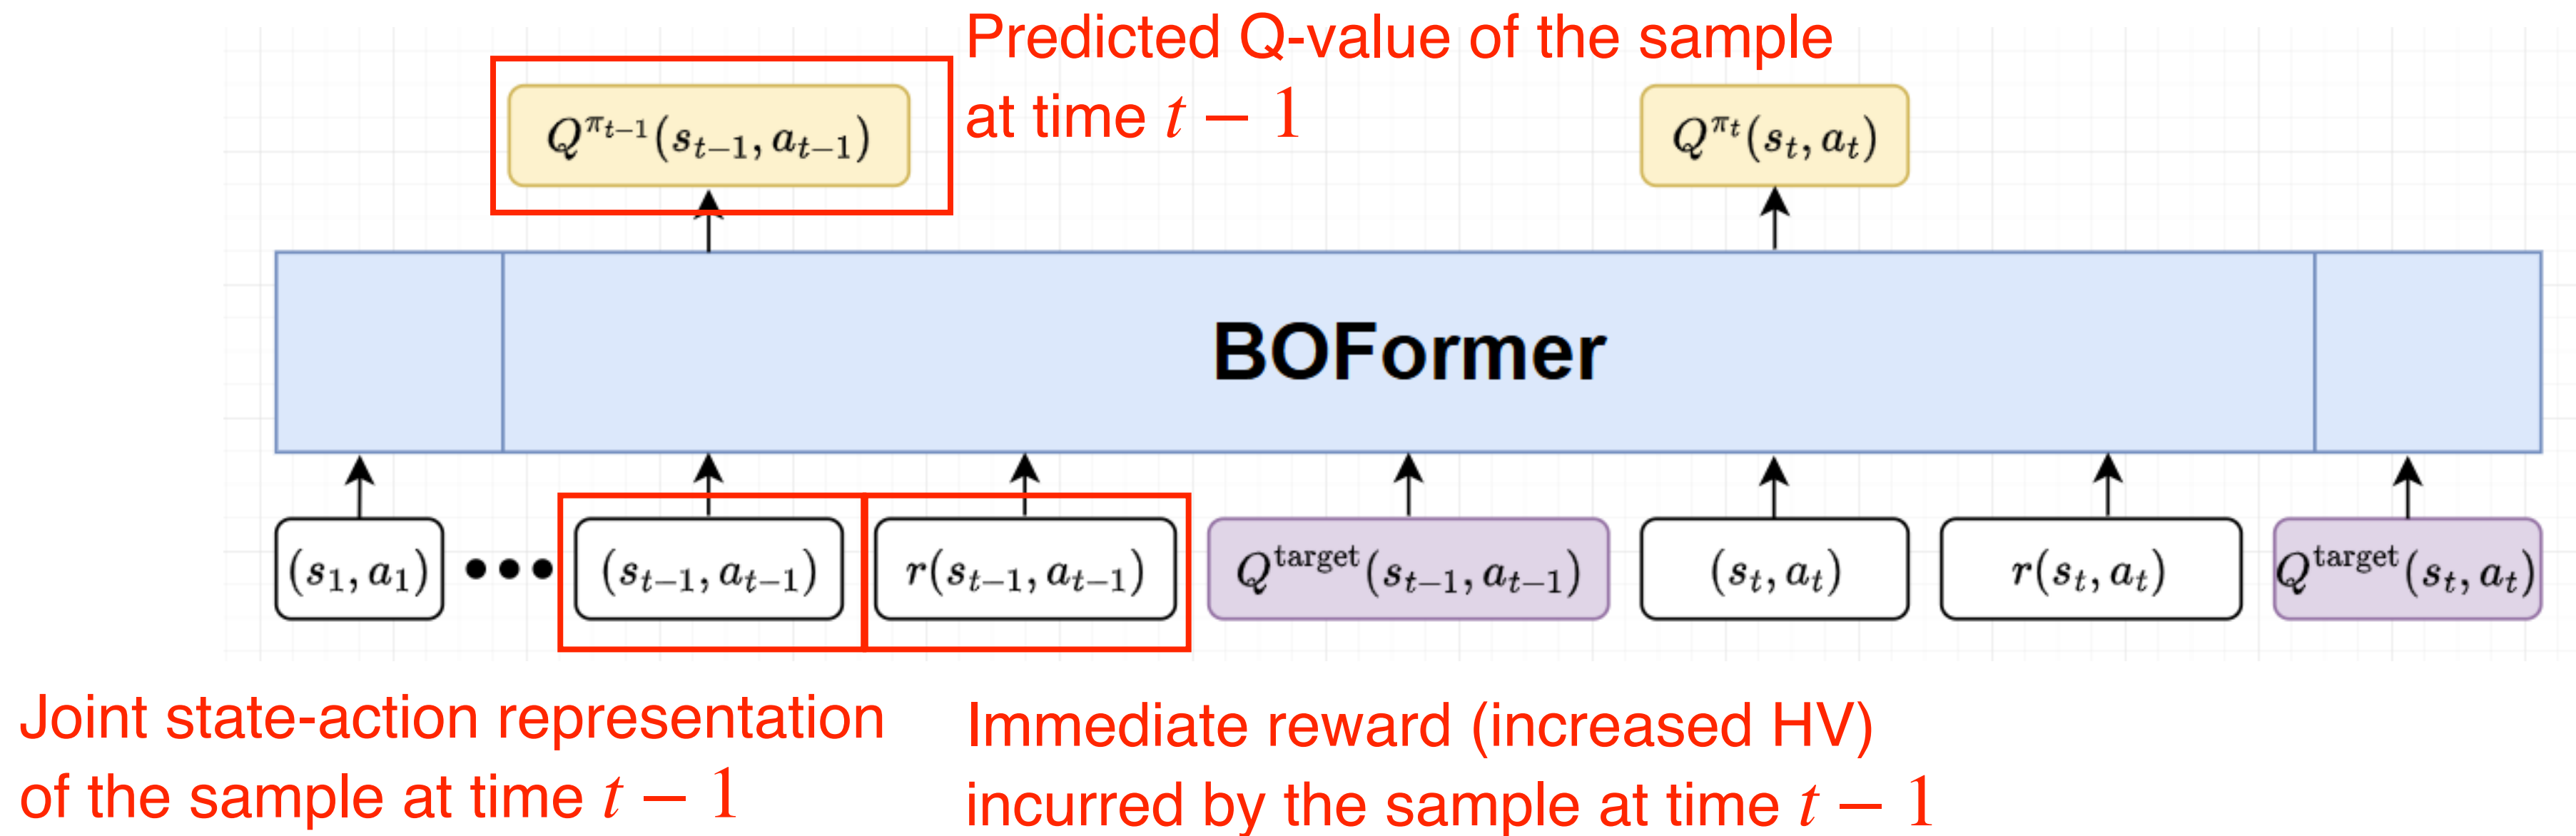 Predicted Q-value of the sample
at time t − 1
Q^{π_{t−1}}(s_{t−1}, a_{t−1})
Q^{π_t}(s_t, a_t)
BOFormer
(s_1, a_1) ••• (s_{t−1}, a_{t−1}) r(s_{t−1}, a_{t−1}) Q^{target}(s_{t−1}, a_{t−1}) (s_t, a_t) r(s_t, a_t) Q^{target}(s_t, a_t)
Joint state-action representation
of the sample at time t − 1
Immediate reward (increased HV)
incurred by the sample at time t − 1